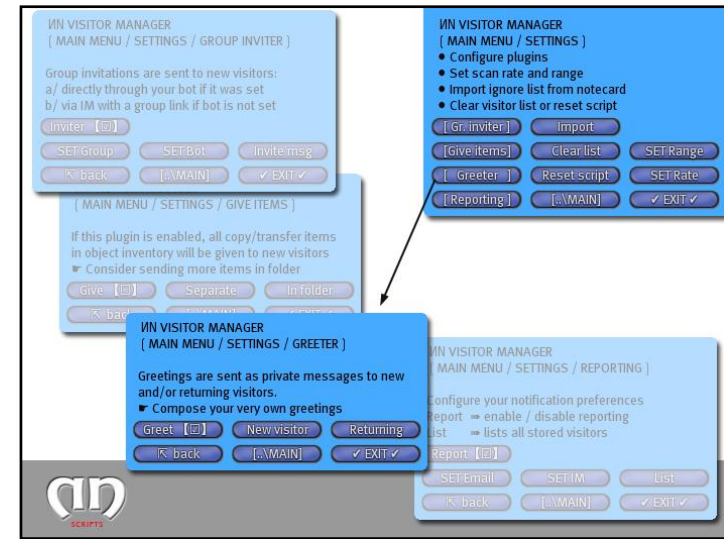 ИN VISITOR MANAGER
( MAIN MENU / SETTINGS / GROUP INVITER )
Group invitations are sent to new visitors:
a/ directly through your bot if it was set
b/ via IM with a group link if bot is not set
Inviter 【☑】
SET Group
SET Bot
Invite msg
⇱ back
[..\MAIN]
✓ EXIT ✓
ИN VISITOR MANAGER
( MAIN MENU / SETTINGS )
• Configure plugins
• Set scan rate and range
• Import ignore list from notecard
• Clear visitor list or reset script
[ Gr. inviter ]
Import
[Give items]
Clear list
SET Range
[ Greeter ]
Reset script
SET Rate
[ Reporting ]
[..\MAIN]
✓ EXIT ✓
( MAIN MENU / SETTINGS / GIVE ITEMS )
If this plugin is enabled, all copy/transfer items
in object inventory will be given to new visitors
☛ Consider sending more items in folder
Give 【☑】
Separate
In folder
⇱ back
ИN VISITOR MANAGER
( MAIN MENU / SETTINGS / GREETER )
Greetings are sent as private messages to new
and/or returning visitors.
☛ Compose your very own greetings
Greet 【☑】
New visitor
Returning
⇱ back
[..\MAIN]
✓ EXIT ✓
ИN VISITOR MANAGER
( MAIN MENU / SETTINGS / REPORTING )
Configure your notification preferences
Report ⇒ enable / disable reporting
List ⇒ lists all stored visitors
Report 【☑】
SET Email
SET IM
List
⇱ back
[..\MAIN]
✓ EXIT ✓
SCRIPTS